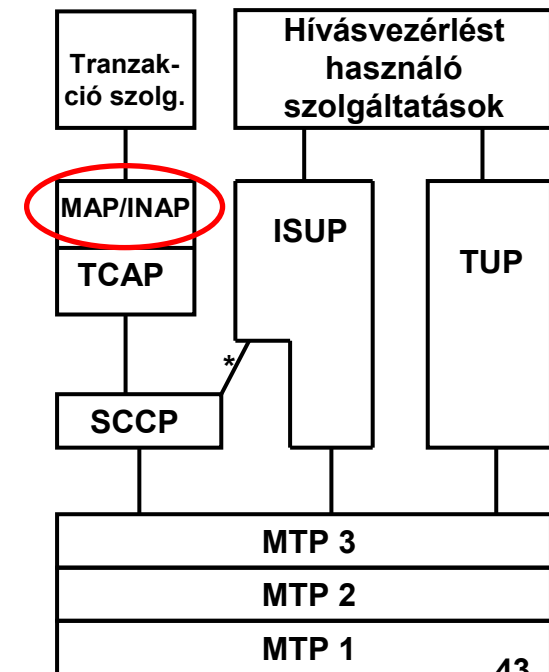 Tranzak-
ció szolg.
Hívásvezérlést
használó
szolgáltatások
MAP/INAP
TCAP
ISUP
TUP
*
SCCP
MTP 3
MTP 2
MTP 1
43